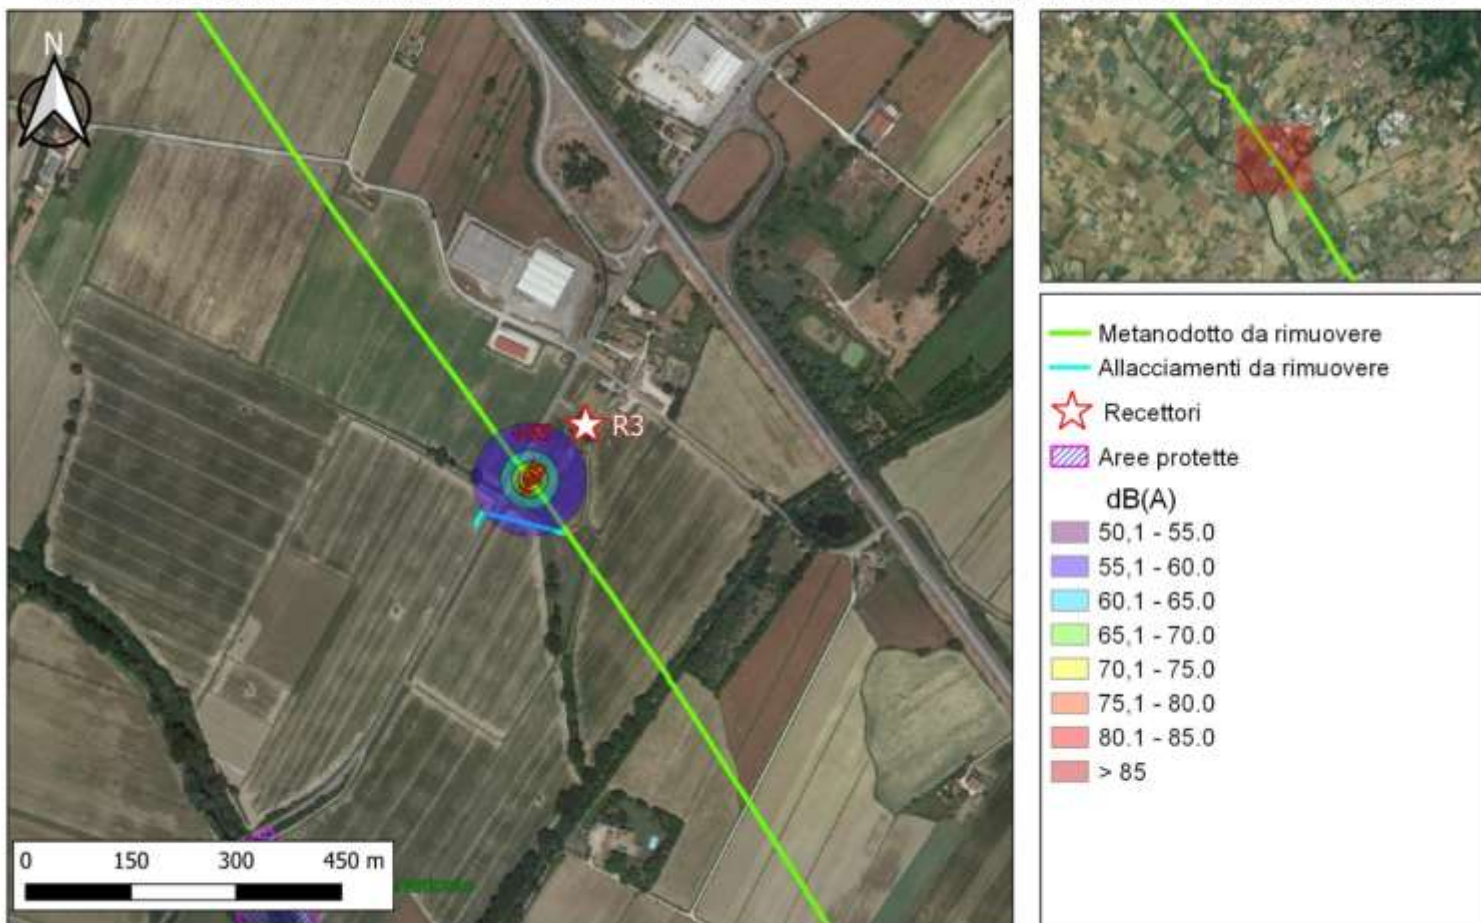 N
R3
0 150 300 450 m
Metanodotto da rimuovere
Allacciamenti da rimuovere
Recettori
Aree protette
dB(A)
50,1 - 55.0
55,1 - 60.0
60.1 - 65.0
65,1 - 70.0
70,1 - 75.0
75,1 - 80.0
80.1 - 85.0
> 85